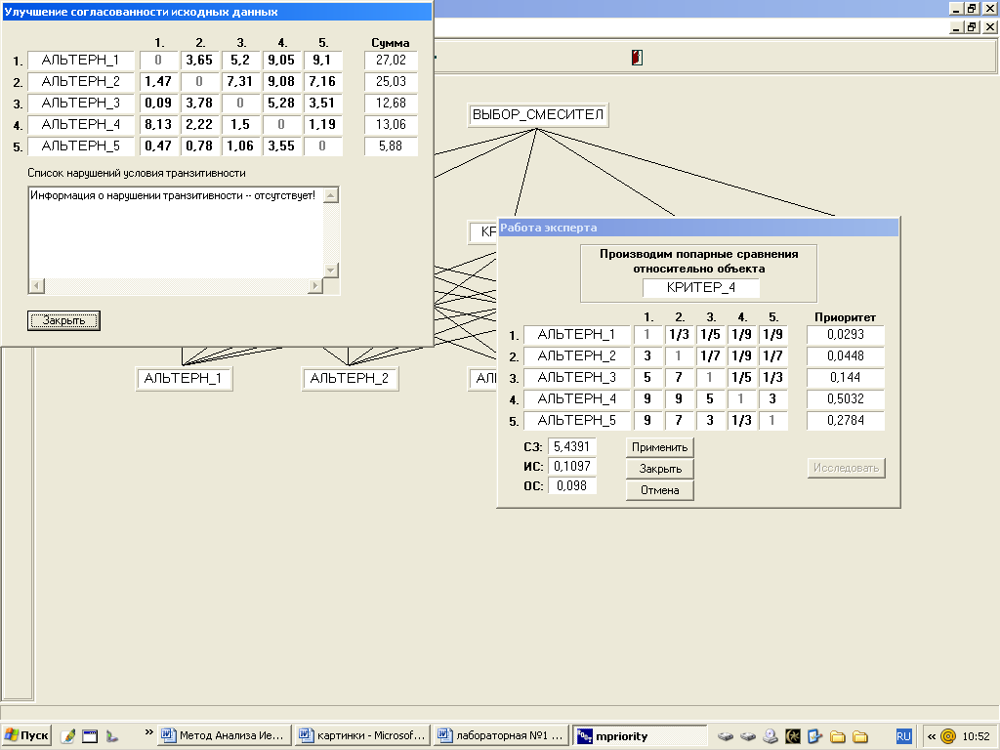 Улучшение согласованности исходных данных
1. 2. 3. 4. 5. Сумма
1. АЛЬТЕРН_1 0 3,65 5,2 9,05 9,1 27,02
2. АЛЬТЕРН_2 1,47 0 7,31 9,08 7,16 25,03
3. АЛЬТЕРН_3 0,09 3,78 0 5,28 3,51 12,68
4. АЛЬТЕРН_4 8,13 2,22 1,5 0 1,19 13,06
5. АЛЬТЕРН_5 0,47 0,78 1,06 3,55 0 5,88
Список нарушений условия транзитивности
Информация о нарушении транзитивности -- отсутствует!
Закрыть
ВЫБОР_СМЕСИТЕЛ
КР
АЛЬТЕРН_1 АЛЬТЕРН_2 АЛ
Работа эксперта
Производим попарные сравнения
относительно объекта
КРИТЕР_4
1. 2. 3. 4. 5. Приоритет
1. АЛЬТЕРН_1 1 1/3 1/5 1/9 1/9 0,0293
2. АЛЬТЕРН_2 3 1 1/7 1/9 1/7 0,0448
3. АЛЬТЕРН_3 5 7 1 1/5 1/3 0,144
4. АЛЬТЕРН_4 9 9 5 1 3 0,5032
5. АЛЬТЕРН_5 9 7 3 1/3 1 0,2784
СЗ: 5,4391 Применить
ИС: 0,1097 Закрыть Исследовать
ОС: 0,098 Отмена
Пуск » Метод Анализа Ие... картинки - Microsof... лабораторная №1 ... mpriority RU « 10:52